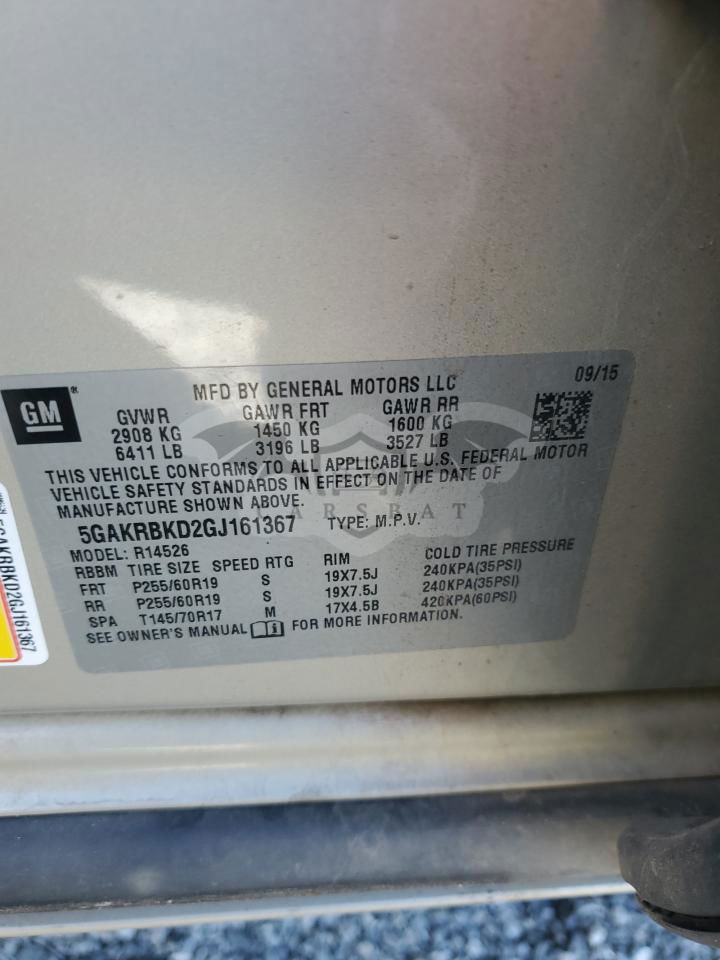 GM
MFD BY GENERAL MOTORS LLC
09/15
GVWR GAWR FRT GAWR RR
2908 KG 1450 KG 1600 KG
6411 LB 3196 LB 3527 LB
THIS VEHICLE CONFORMS TO ALL APPLICABLE U.S. FEDERAL MOTOR
VEHICLE SAFETY STANDARDS IN EFFECT ON THE DATE OF
MANUFACTURE SHOWN ABOVE.
CARSBAT
5GAKRBKD2GJ161367 TYPE: M.P.V.
MODEL: R14526
RBBM TIRE SIZE SPEED RTG RIM COLD TIRE PRESSURE
FRT P255/60R19 S 19X7.5J 240KPA(35PSI)
RR P255/60R19 S 19X7.5J 240KPA(35PSI)
SPA T145/70R17 M 17X4.5B 420KPA(60PSI)
SEE OWNER'S MANUAL FOR MORE INFORMATION.
5GAKRBKD2GJ161367